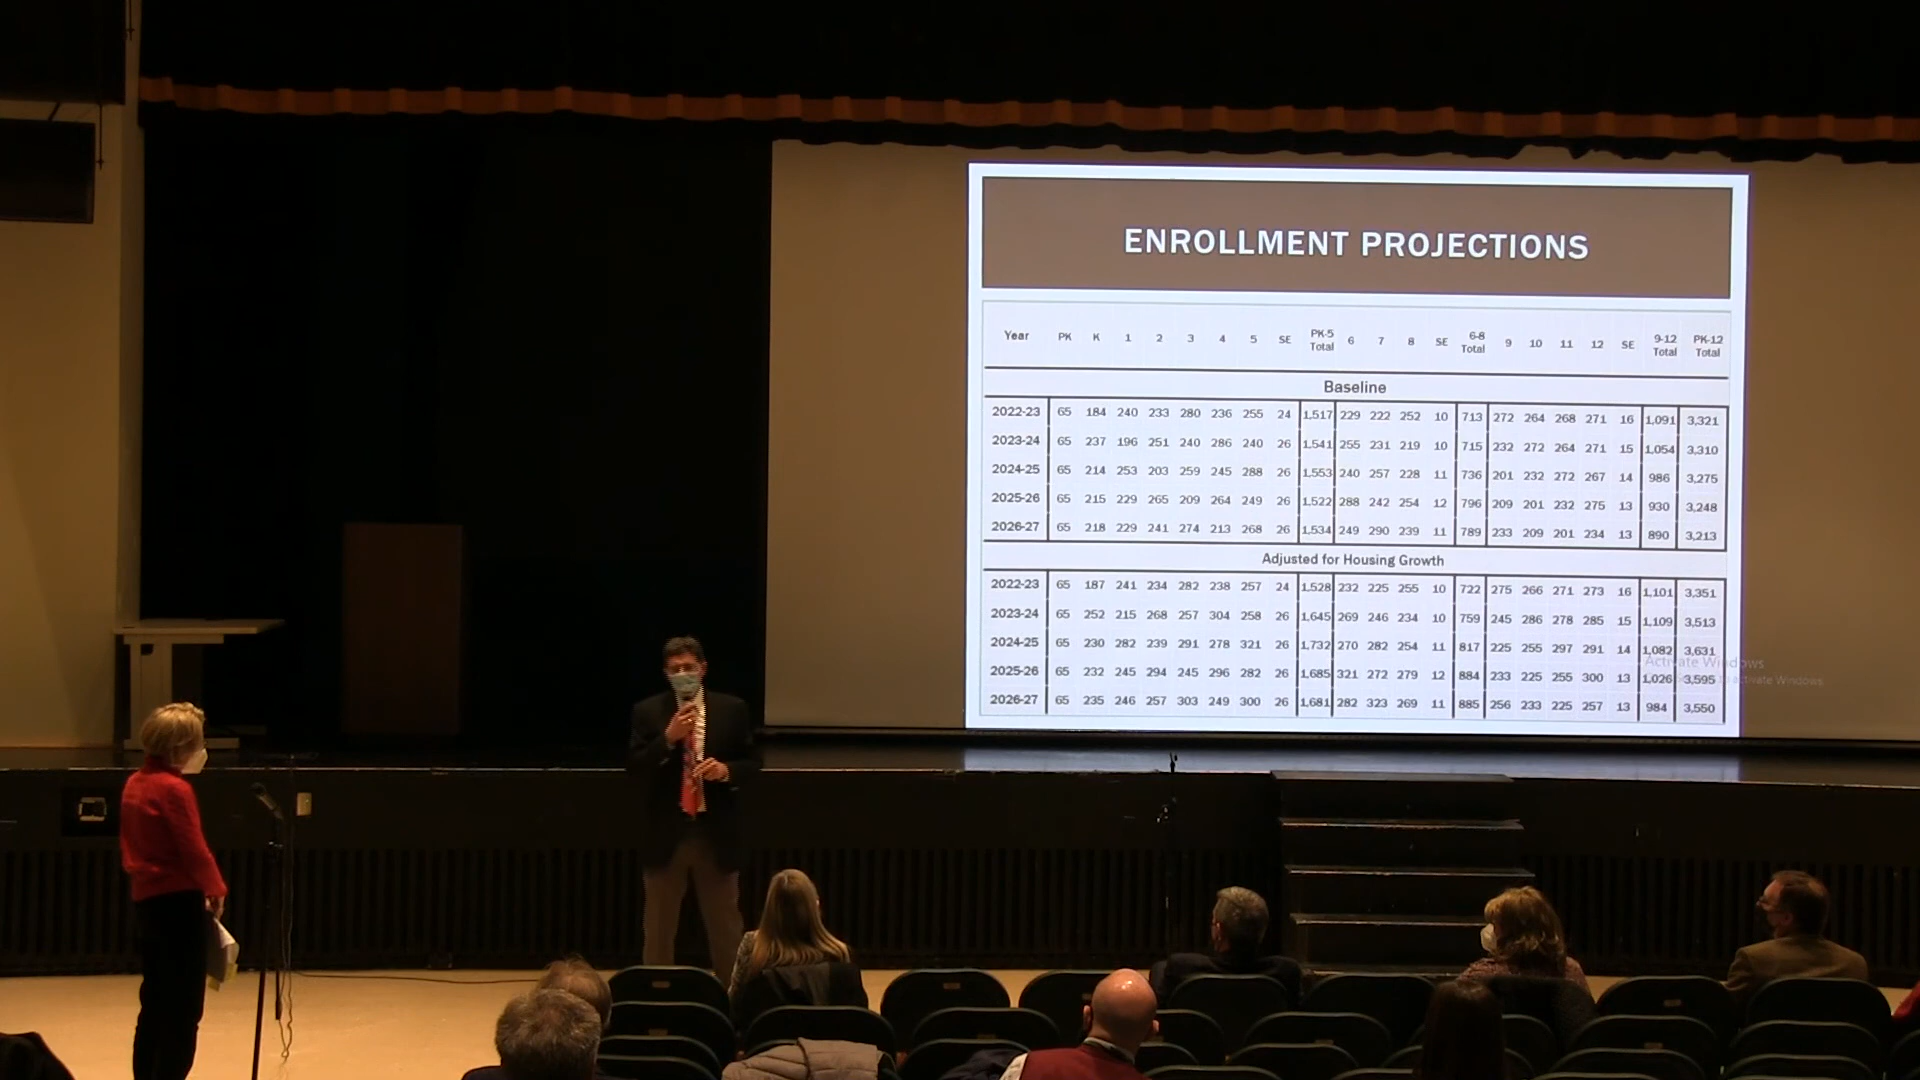 ENROLLMENT PROJECTIONS
Year PK K 1 2 3 4 5 SE PK-5 Total 6 7 8 SE 6-8 Total 9 10 11 12 SE 9-12 Total PK-12 Total
Baseline
2022-23 65 184 240 233 280 236 255 24 1,517 229 222 252 10 713 272 264 268 271 16 1,091 3,321
2023-24 65 237 196 251 240 286 240 26 1,541 255 231 219 10 715 232 272 264 271 15 1,054 3,310
2024-25 65 214 253 203 259 245 288 26 1,553 240 257 228 11 736 201 232 272 267 14 986 3,275
2025-26 65 215 229 265 209 264 249 26 1,522 288 242 254 12 796 209 201 232 275 13 930 3,248
2026-27 65 218 229 241 274 213 268 26 1,534 249 290 239 11 789 233 209 201 234 13 890 3,213
Adjusted for Housing Growth
2022-23 65 187 241 234 282 238 257 24 1,528 232 225 255 10 722 275 266 271 273 16 1,101 3,351
2023-24 65 252 215 268 257 304 258 26 1,645 269 246 234 10 759 245 286 278 285 15 1,109 3,513
2024-25 65 230 282 239 291 278 321 26 1,732 270 282 254 11 817 225 255 297 291 14 1,082 3,631
Activate Windows
2025-26 65 232 245 294 245 296 282 26 1,685 321 272 279 12 884 233 225 255 300 13 1,026 3,595
activate Windows
2026-27 65 235 246 257 303 249 300 26 1,681 282 323 269 11 885 256 233 225 257 13 984 3,550